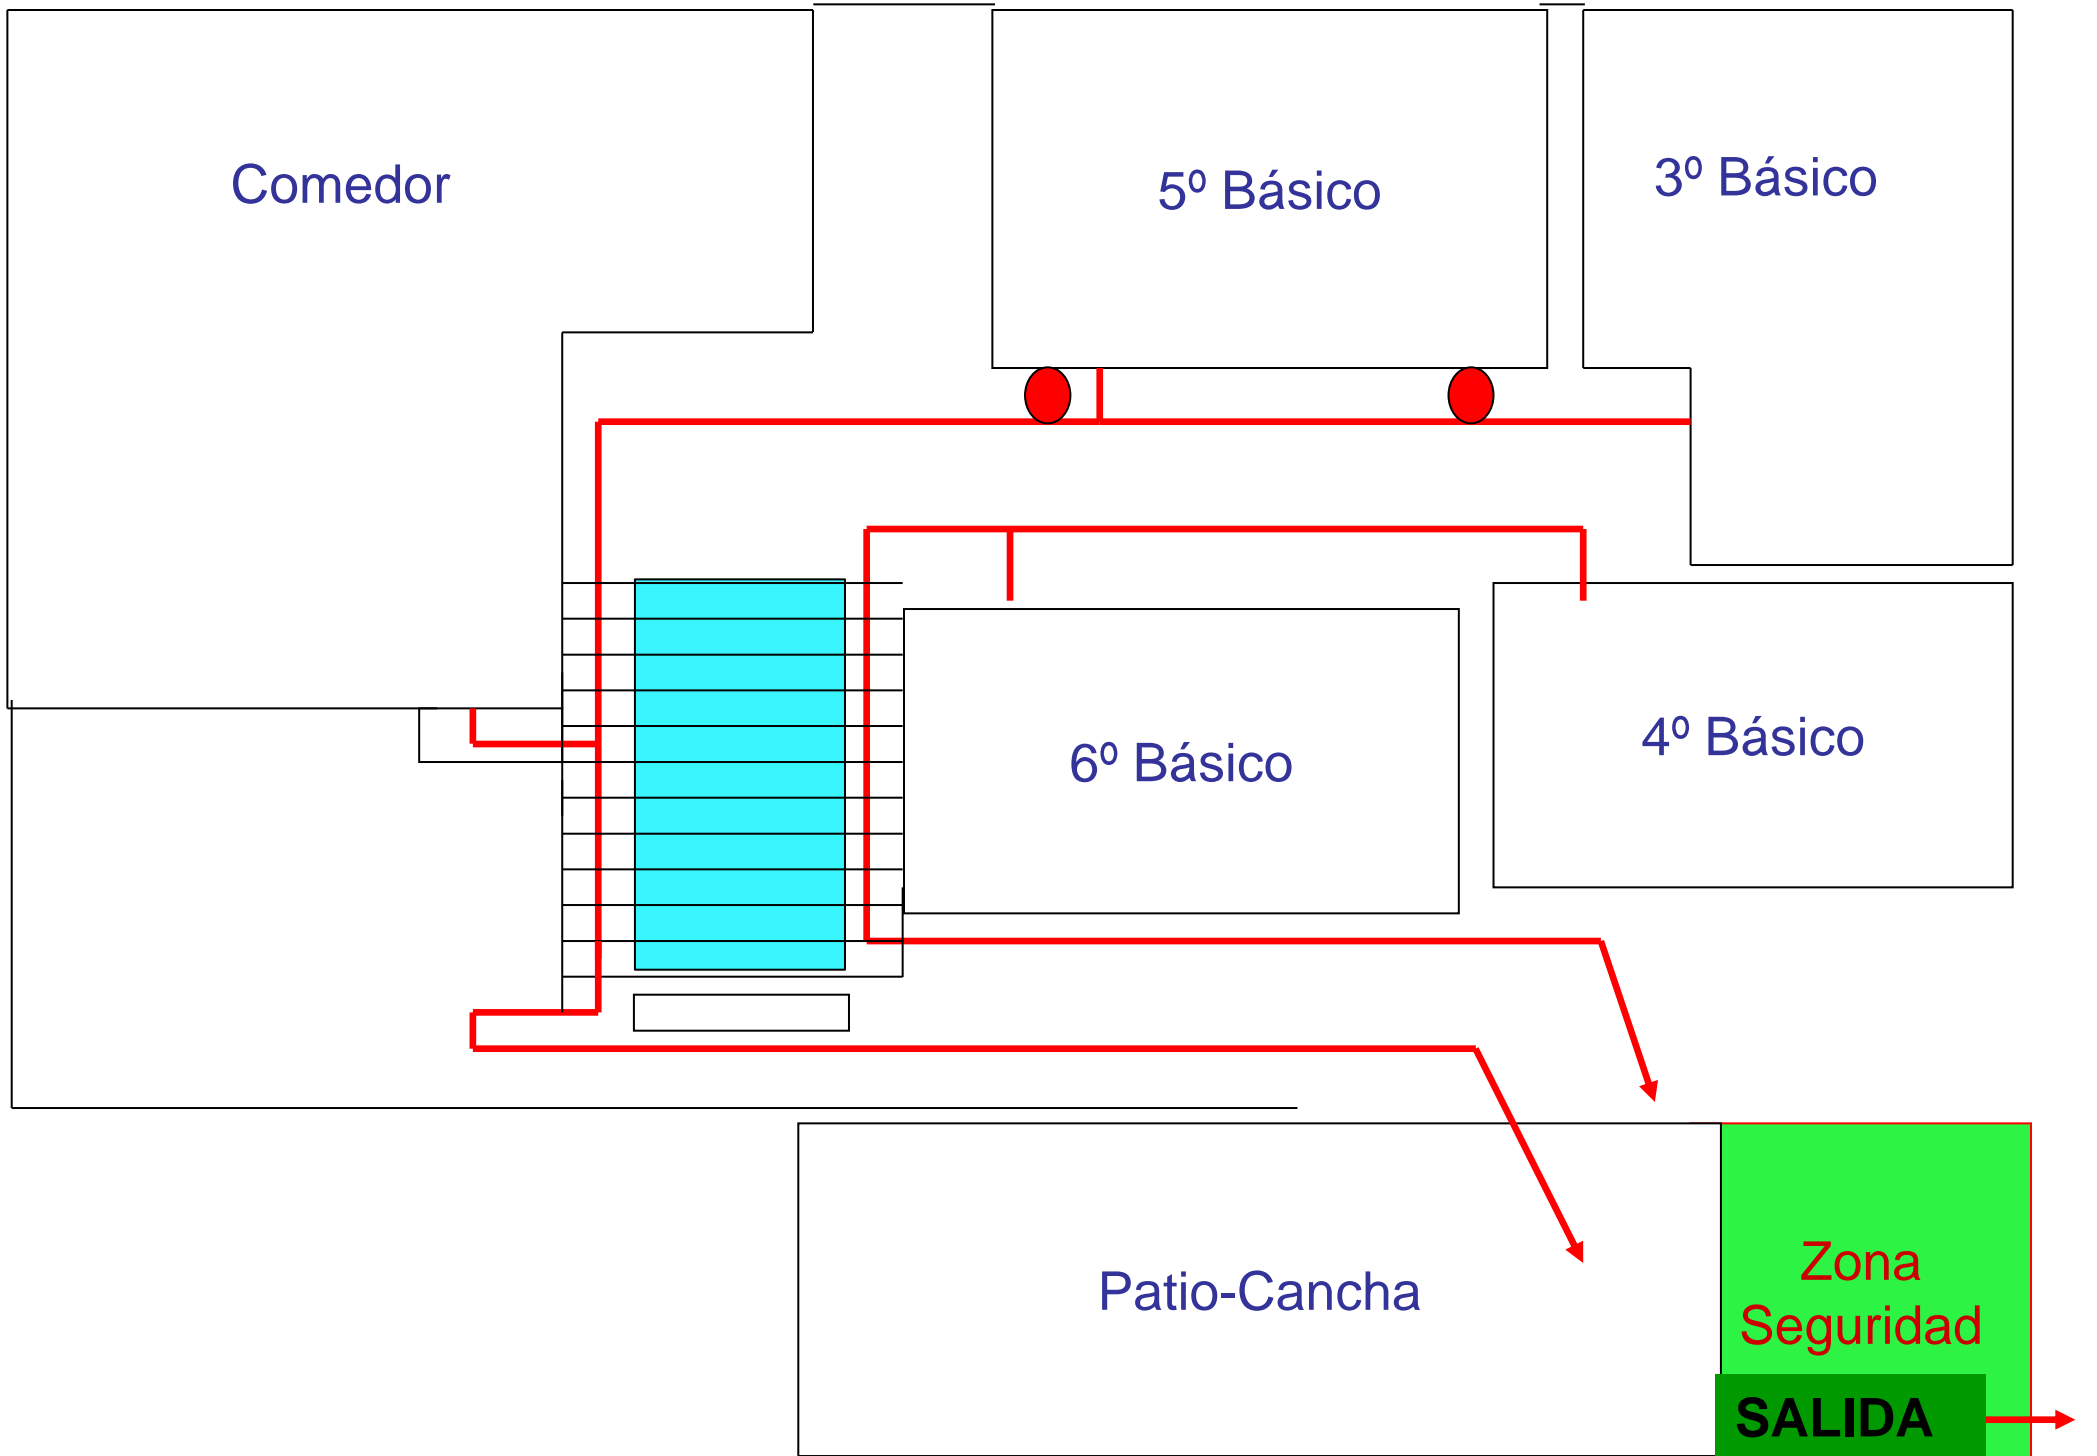 Comedor
5º Básico
3º Básico
6º Básico
4º Básico
Patio-Cancha
Zona
Seguridad
SALIDA